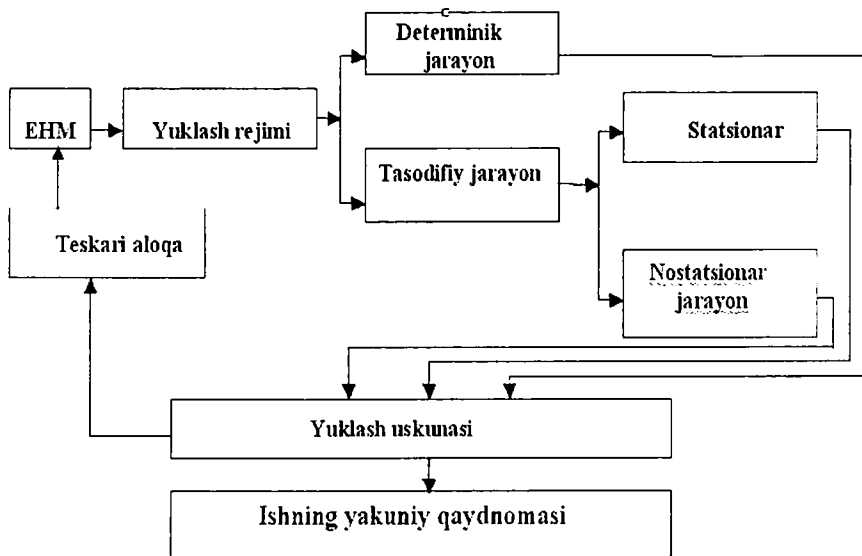 Determinik
jarayon
EHM
Yuklash rejimi
Statsionar
Tasodifiy jarayon
Teskari aloqa
Nostatsionar
jarayon
Yuklash uskunasi
Ishning yakuniy qaydnomasi